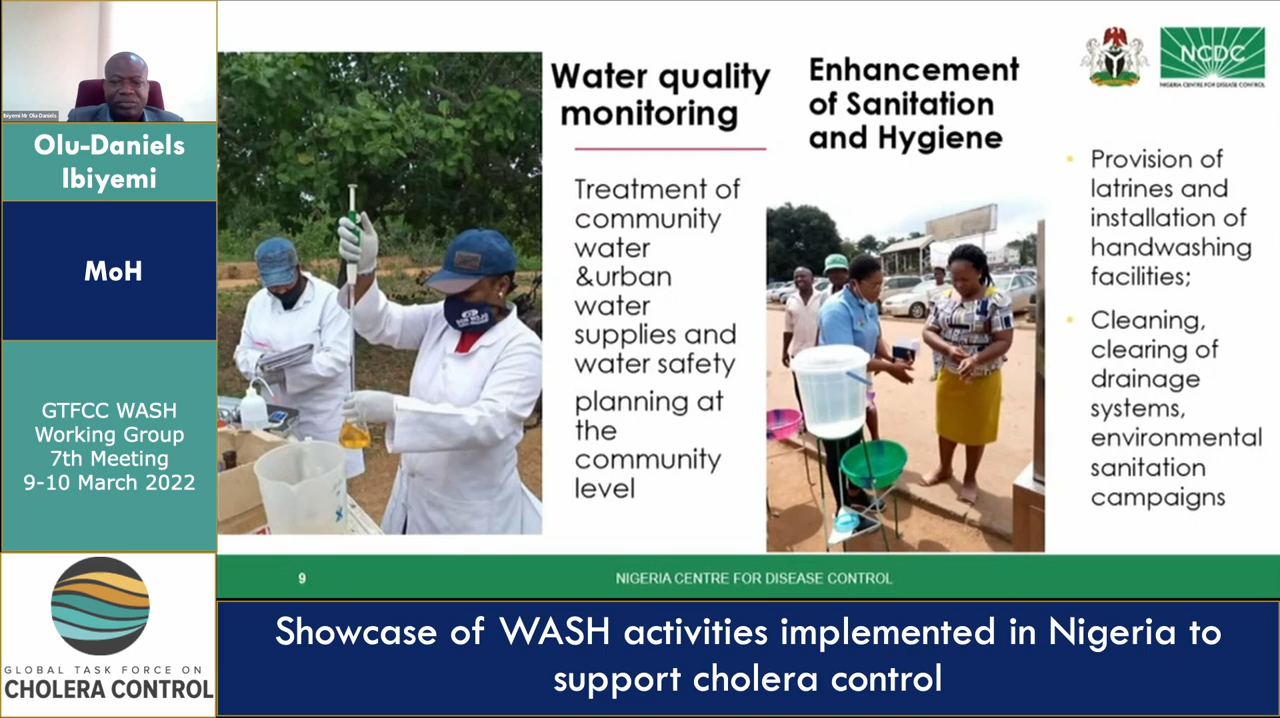 Ibiyemi Mr Olu-Daniels
Olu-Daniels
Ibiyemi
MoH
GTFCC WASH
Working Group
7th Meeting
9-10 March 2022
GLOBAL TASK FORCE ON
CHOLERA CONTROL
Water quality
monitoring
Treatment of
community
water
&urban
water
supplies and
water safety
planning at
the
community
level
Enhancement
of Sanitation
and Hygiene
NCDC
NIGERIA CENTRE FOR DISEASE CONTROL
• Provision of
latrines and
installation of
handwashing
facilities;
• Cleaning,
clearing of
drainage
systems,
environmental
sanitation
campaigns
9
NIGERIA CENTRE FOR DISEASE CONTROL
Showcase of WASH activities implemented in Nigeria to
support cholera control